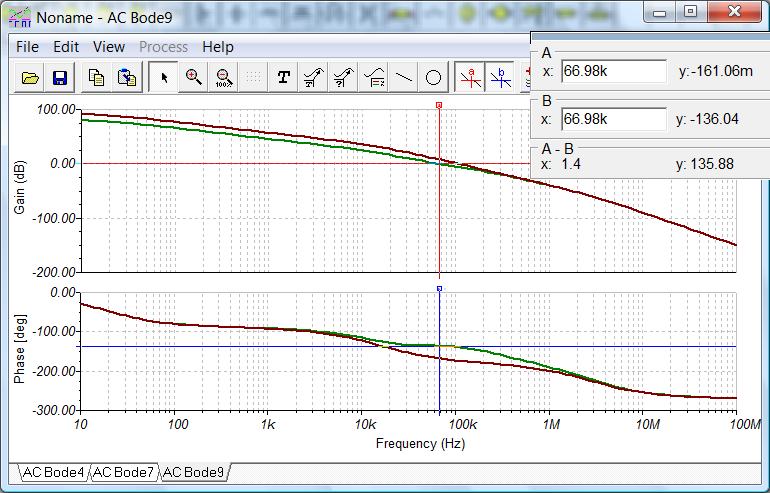 Noname - AC Bode9
File Edit View Process Help
100%
T
a
b
A
x: 66.98k y:-161.06m
B
x: 66.98k y:-136.04
A - B
x: 1.4 y: 135.88
100.00
0.00
-100.00
-200.00
Gain (dB)
0.00
-100.00
-200.00
-300.00
Phase [deg]
10 100 1k 10k 100k 1M 10M 100M
Frequency (Hz)
AC Bode4 AC Bode7 AC Bode9